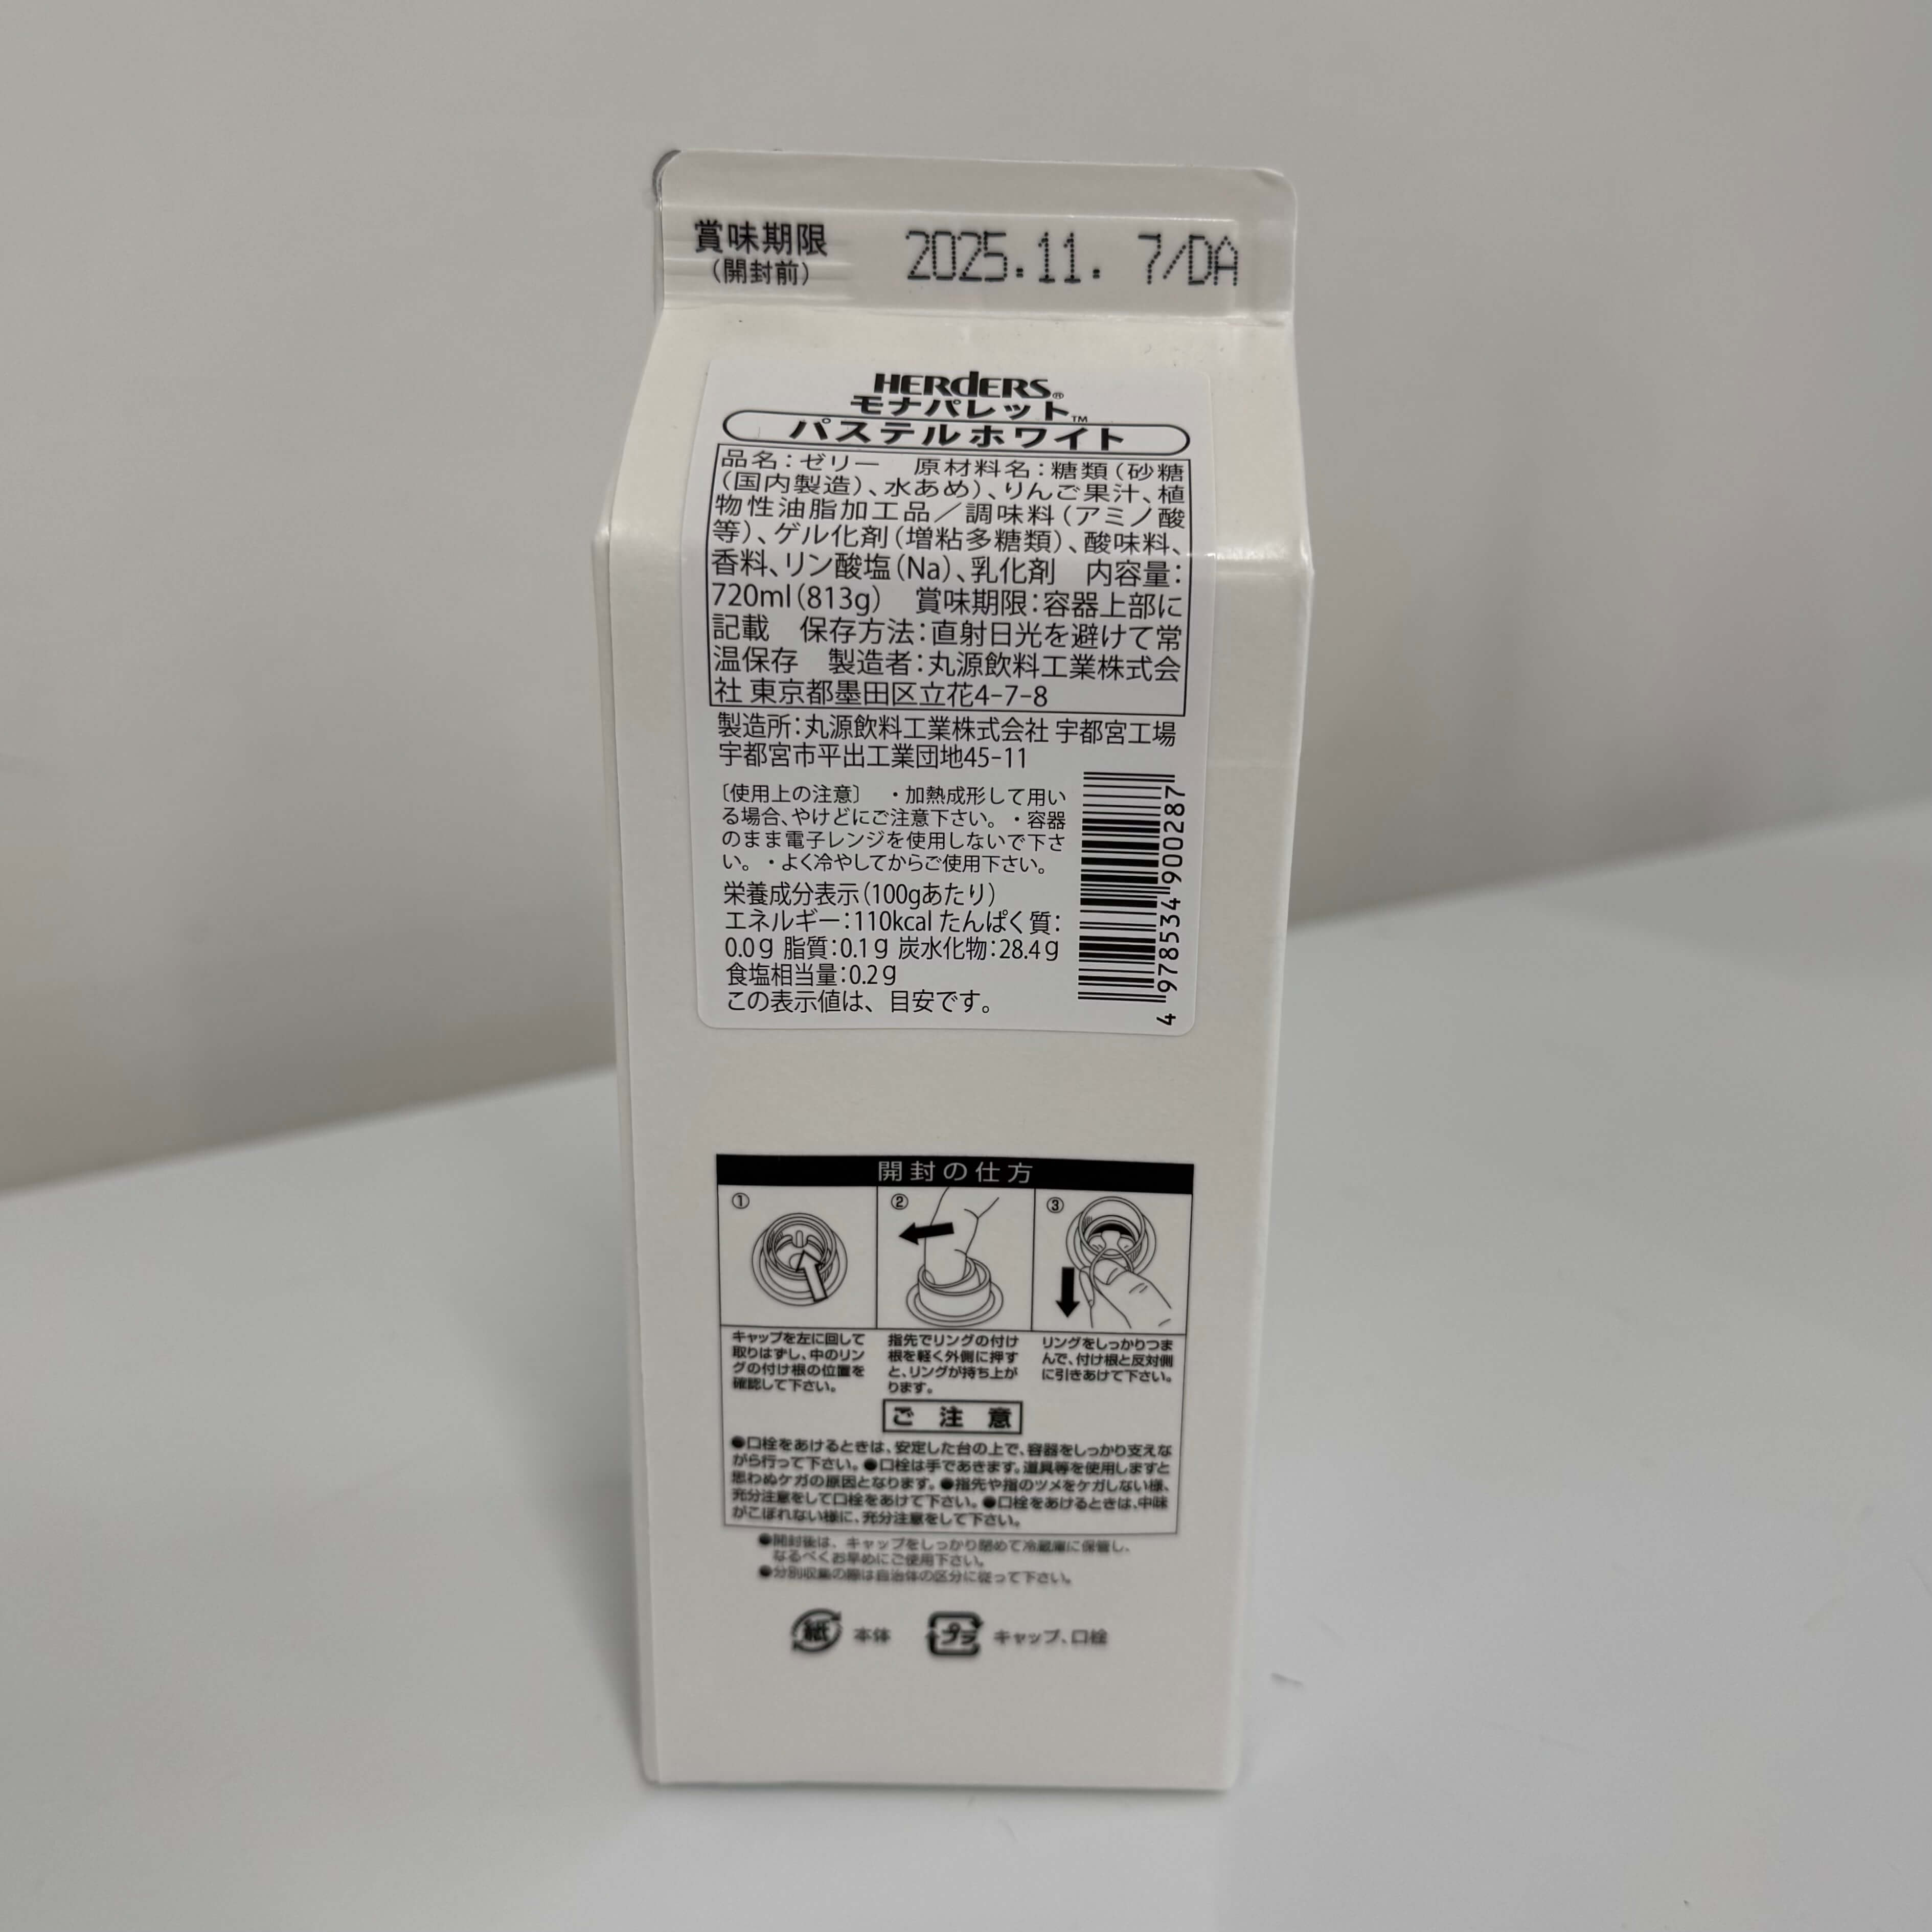 賞味期限
(開封前)
2025.11. 7/DA
HERdERS®
モナパレット™
パステルホワイト
品名:ゼリー 原材料名:糖類(砂糖
(国内製造)、水あめ)、りんご果汁、植
物性油脂加工品/調味料(アミノ酸
等)、ゲル化剤(増粘多糖類)、酸味料、
香料、リン酸塩(Na)、乳化剤 内容量:
720ml(813g) 賞味期限:容器上部に
記載 保存方法:直射日光を避けて常
温保存 製造者:丸源飲料工業株式会
社 東京都墨田区立花4-7-8
製造所:丸源飲料工業株式会社 宇都宮工場
宇都宮市平出工業団地45-11
〔使用上の注意〕 ・加熱成形して用い
る場合、やけどにご注意下さい。・容器
のまま電子レンジを使用しないで下さ
い。・よく冷やしてからご使用下さい。
栄養成分表示(100gあたり)
エネルギー:110kcal たんぱく質:
0.0g 脂質:0.1g 炭水化物:28.4g
食塩相当量:0.2g
この表示値は、目安です。
4 978534 900287
開封の仕方
①
②
③
キャップを左に回して
取りはずし、中のリン
グの付け根の位置を
確認して下さい。
指先でリングの付け
根を軽く外側に押す
と、リングが持ち上が
ります。
リングをしっかりつま
んで、付け根と反対側
に引きあけて下さい。
ご 注 意
●口栓をあけるときは、安定した台の上で、容器をしっかり支えな
がら行って下さい。●口栓は手であきます。道具等を使用しますと
思わぬケガの原因となります。●指先や指のツメをケガしない様、
充分注意をして口栓をあけて下さい。●口栓をあけるときは、中味
がこぼれない様に、充分注意をして下さい。
●開封後は、キャップをしっかり閉めて冷蔵庫に保管し、
なるべくお早めにご使用下さい。
●分別収集の際は自治体の区分に従って下さい。
紙 本体 プラ キャップ、口栓